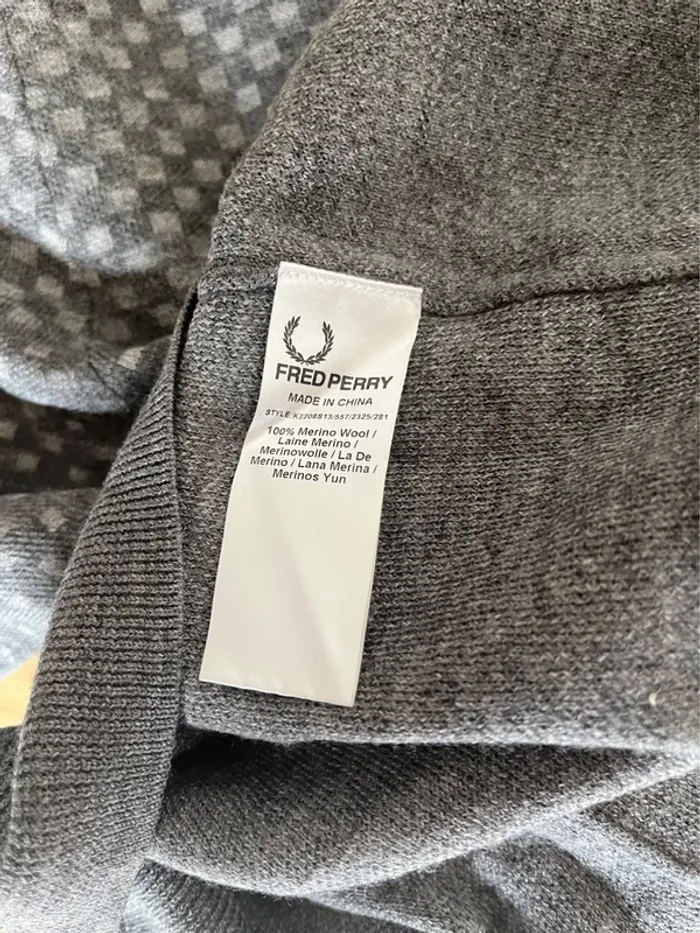 FRED PERRY
MADE IN CHINA
STYLE:K2208S13/557/2325/281
100% Merino Wool /
Laine Merino /
Merinowolle / La De
Merino / Lana Merina /
Merinos Yun